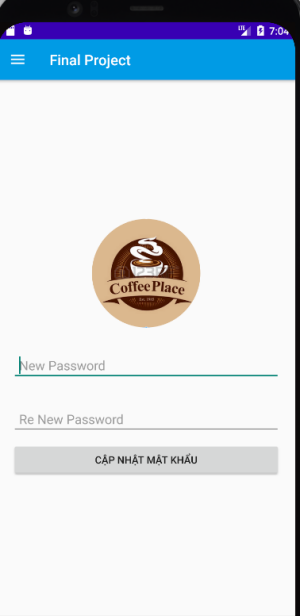 7:04
Final Project
Coffee Place
New Password
Re New Password
CẬP NHẬT MẬT KHẨU